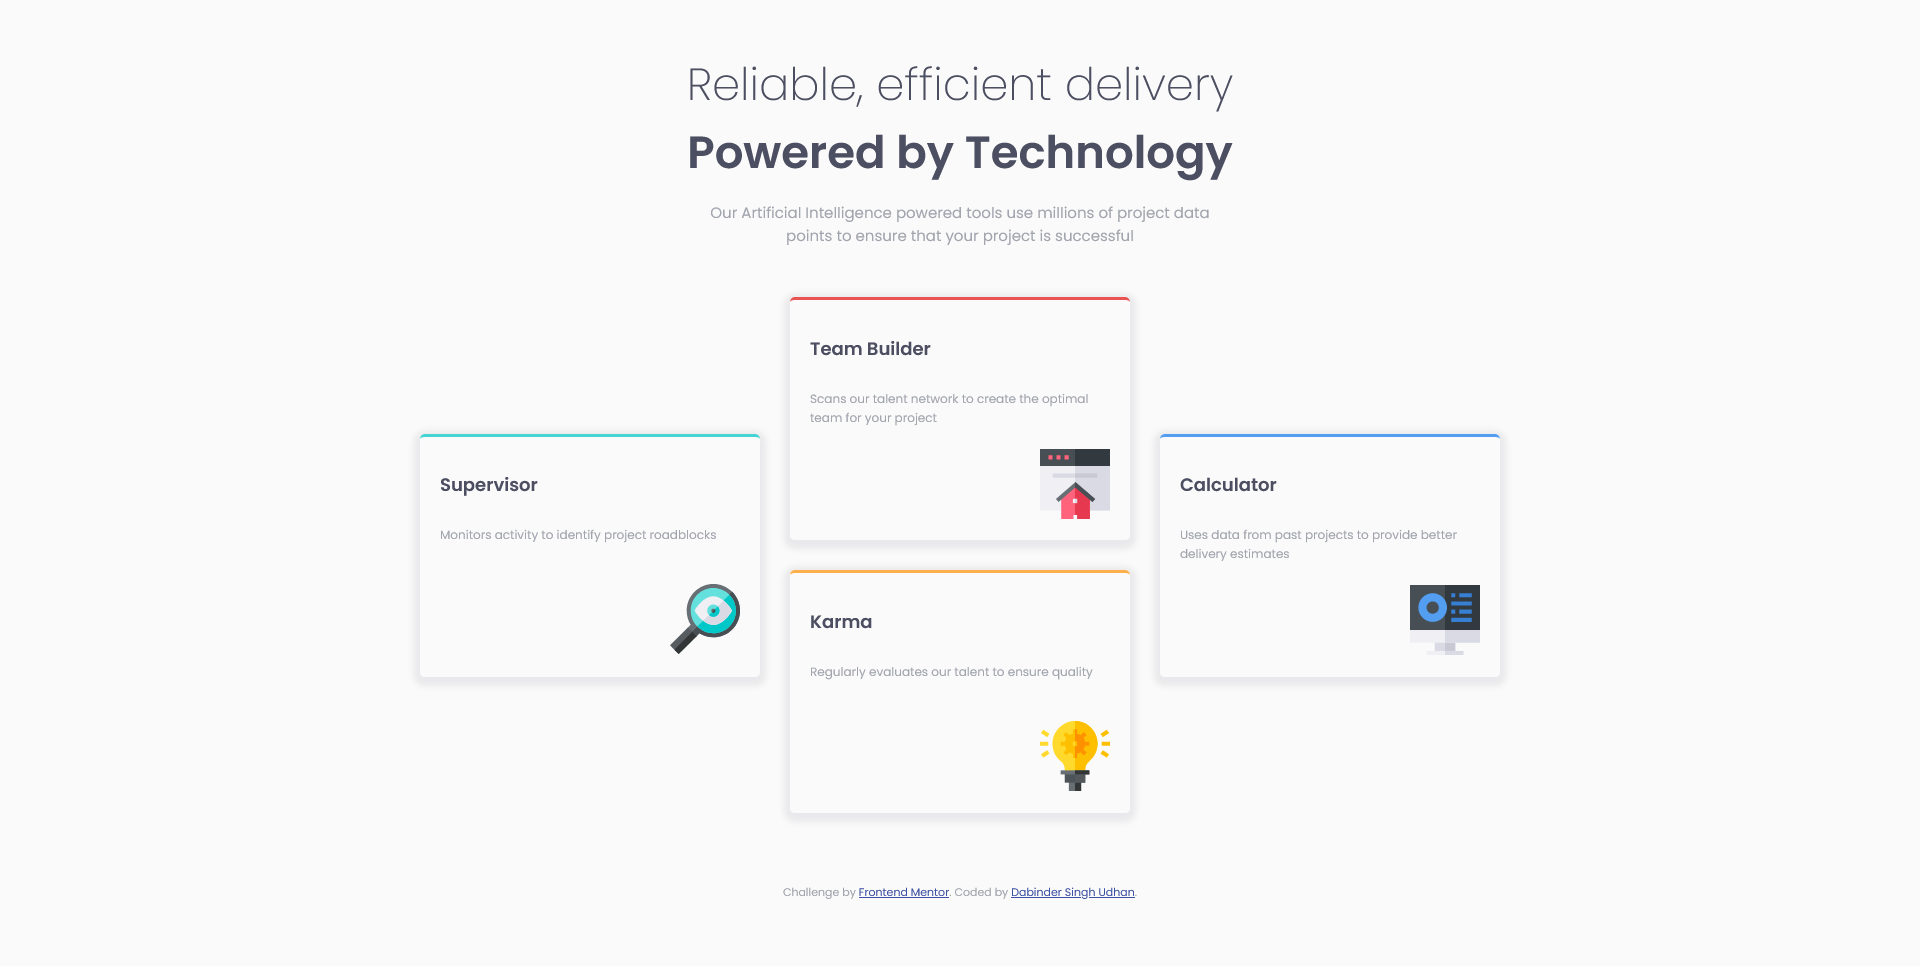 Reliable, efficient delivery
Powered by Technology
Our Artificial Intelligence powered tools use millions of project data
points to ensure that your project is successful
Team Builder
Scans our talent network to create the optimal
team for your project
Supervisor
Monitors activity to identify project roadblocks
Calculator
Uses data from past projects to provide better
delivery estimates
Karma
Regularly evaluates our talent to ensure quality
Challenge by Frontend Mentor. Coded by Dabinder Singh Udhan.